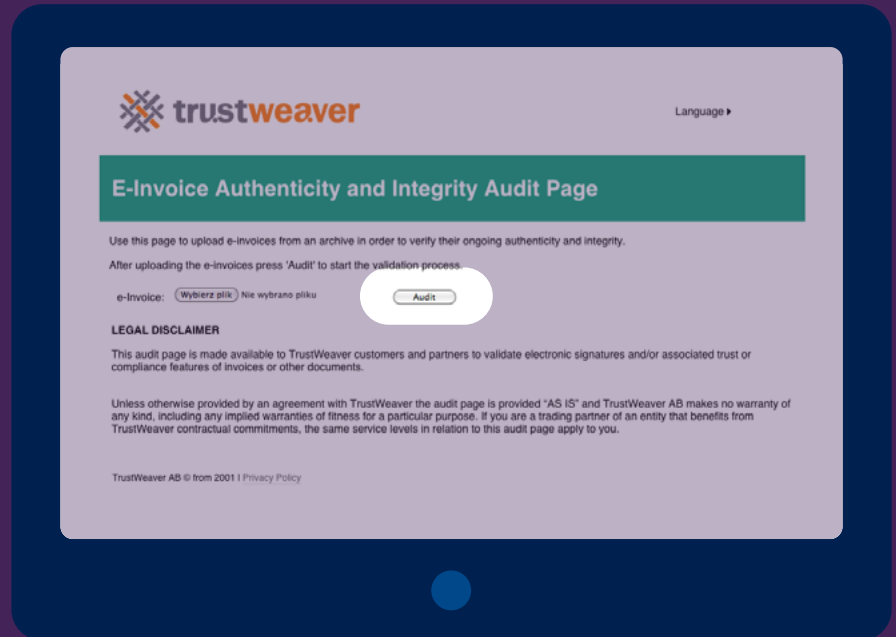 trustweaver
Language
E-Invoice Authenticity and Integrity Audit Page
Use this page to upload e-invoices from an archive in order to verify their ongoing authenticity and integrity.
After uploading the e-invoices press 'Audit' to start the validation process.
e-Invoice: Wybierz plik Nie wybrano pliku Audit
LEGAL DISCLAIMER
This audit page is made available to TrustWeaver customers and partners to validate electronic signatures and/or associated trust or
compliance features of invoices or other documents.
Unless otherwise provided by an agreement with TrustWeaver the audit page is provided “AS IS” and TrustWeaver AB makes no warranty of
any kind, including any implied warranties of fitness for a particular purpose. If you are a trading partner of an entity that benefits from
TrustWeaver contractual commitments, the same service levels in relation to this audit page apply to you.
TrustWeaver AB © from 2001 | Privacy Policy